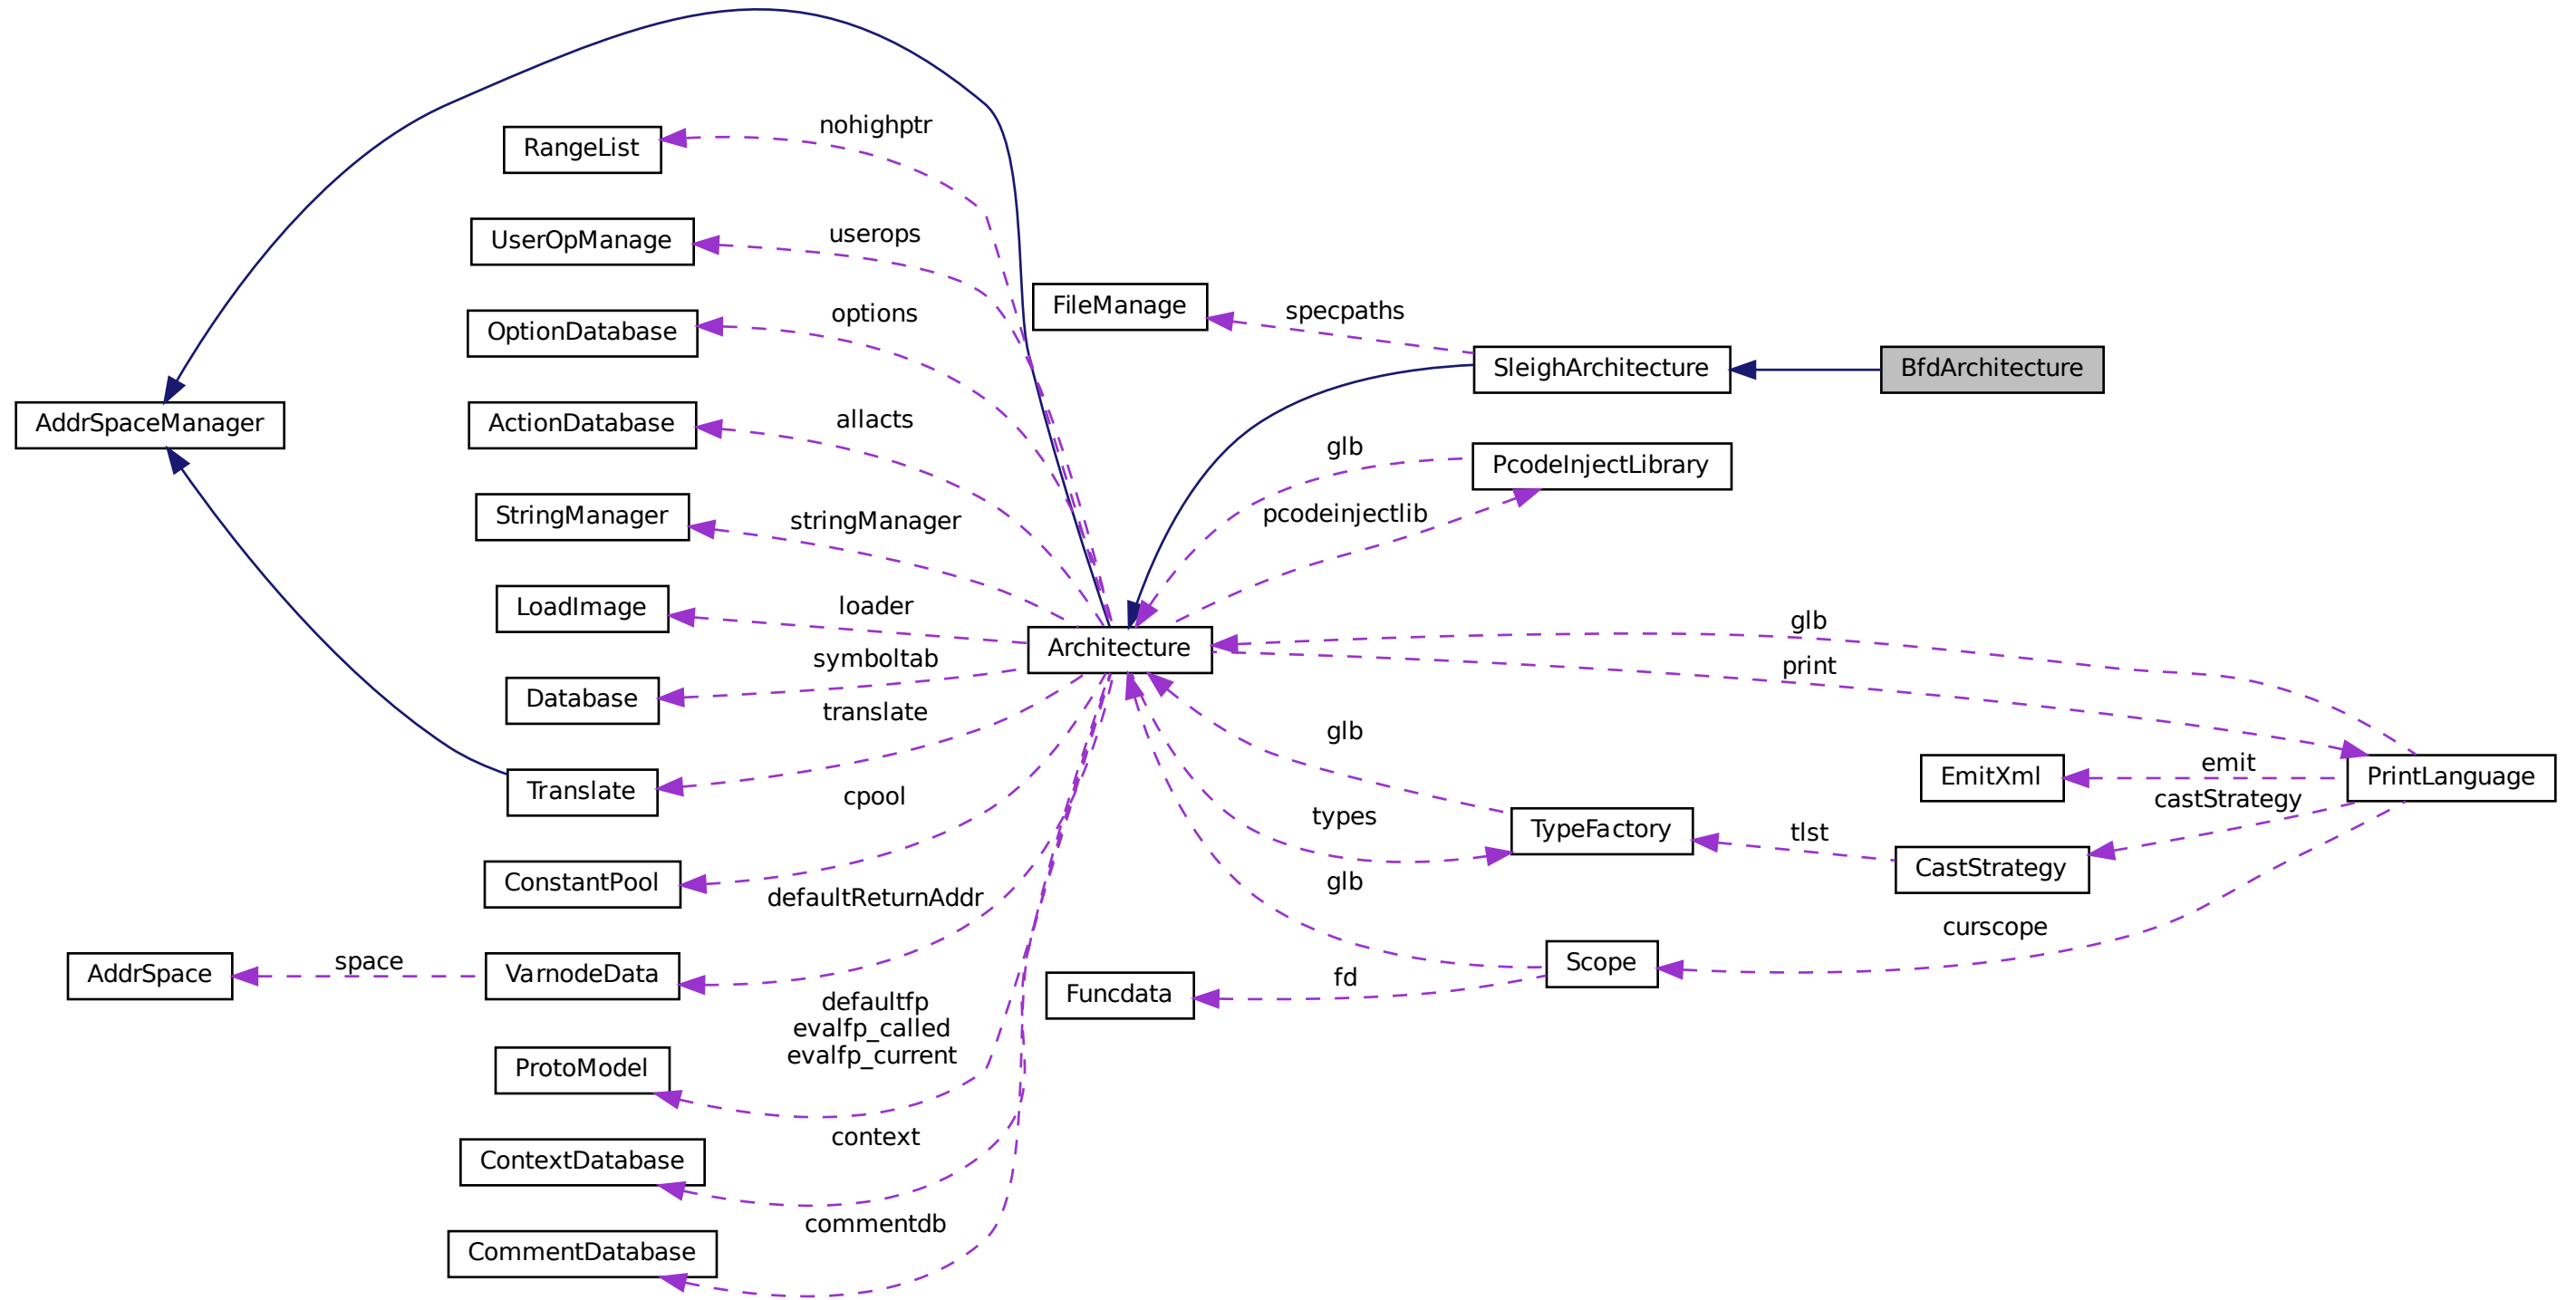 nohighptr
RangeList
userops
UserOpManage
FileManage
specpaths
options
OptionDatabase
SleighArchitecture
BfdArchitecture
allacts
ActionDatabase
AddrSpaceManager
glb
PcodeInjectLibrary
stringManager
StringManager
pcodeinjectlib
loader
LoadImage
glb
Architecture
symboltab
print
Database
translate
glb
Translate
emit
EmitXml
PrintLanguage
cpool
castStrategy
types
TypeFactory
tlst
ConstantPool
glb
CastStrategy
defaultReturnAddr
curscope
AddrSpace
space
VarnodeData
Scope
fd
Funcdata
defaultfp
evalfp_called
evalfp_current
ProtoModel
context
ContextDatabase
commentdb
CommentDatabase